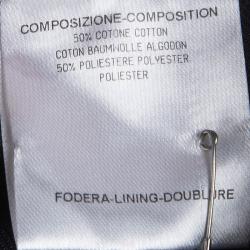 COMPOSIZIONE-COMPOSITION
50% COTONE COTTON
COTON BAUMWOLLE ALGODON
50% POLIESTERE POLYESTER
POLIESTER
FODERA-LINING-DOUBLURE